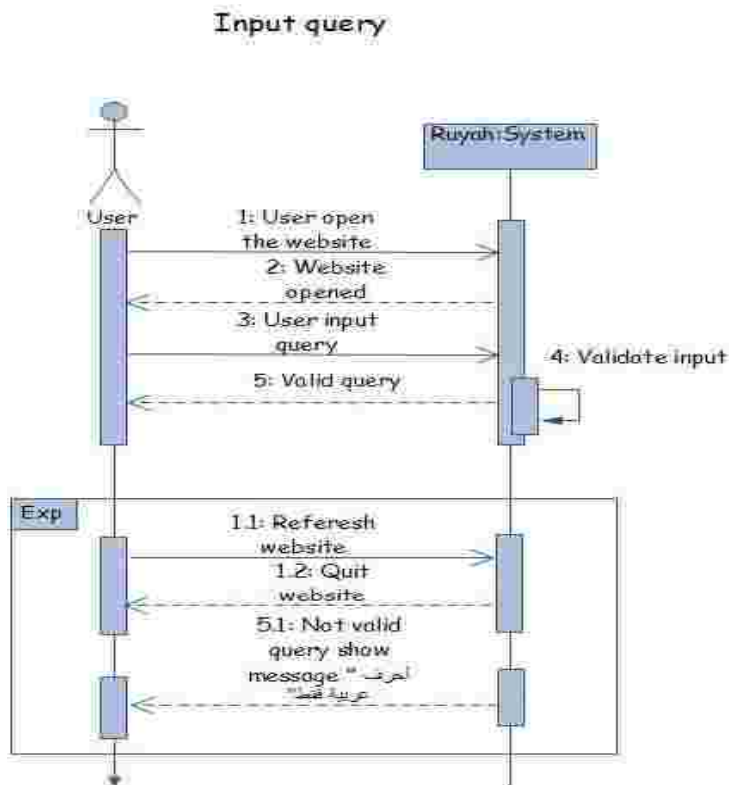 Input query
Ruyah:System
User
1: User open
the website
2: Website
opened
3: User input
query
4: Validate input
5: Valid query
Exp
1.1: Referesh
website
1.2: Quit
website
5.1: Not valid
query show
message " أحرف
عربية فقط"